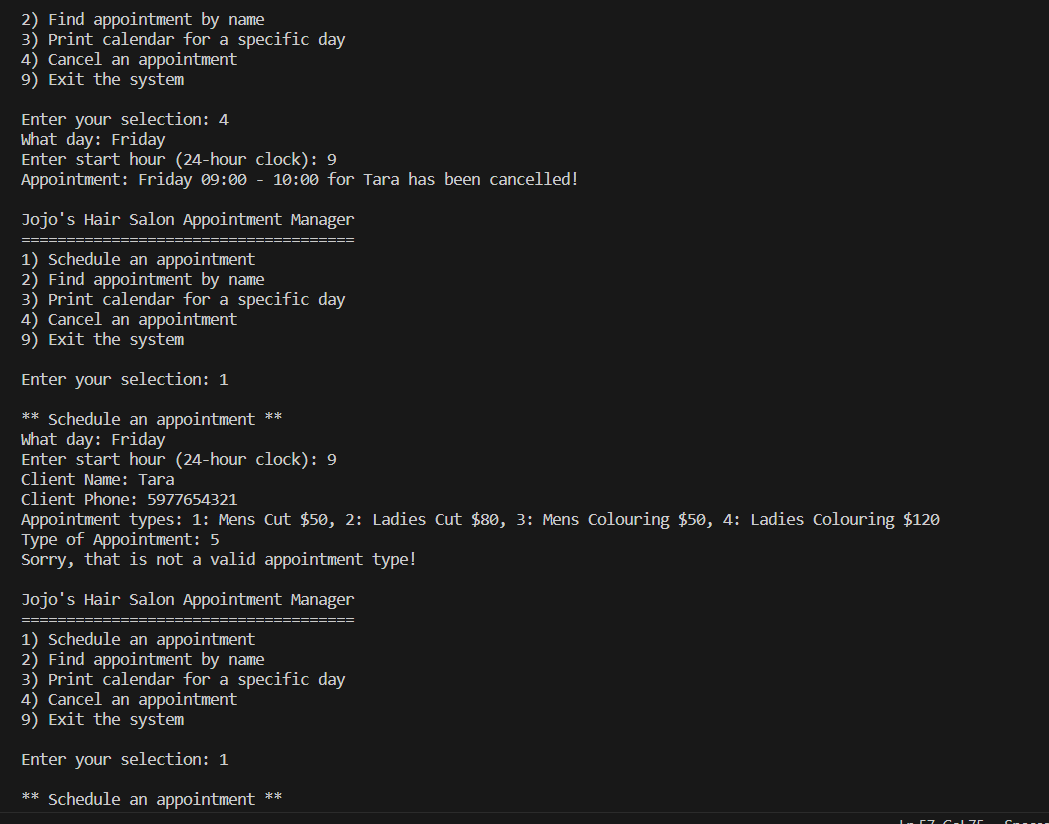 2) Find appointment by name
3) Print calendar for a specific day
4) Cancel an appointment
9) Exit the system
Enter your selection: 4
What day: Friday
Enter start hour (24-hour clock): 9
Appointment: Friday 09:00 - 10:00 for Tara has been cancelled!
Jojo's Hair Salon Appointment Manager
=====================================
1) Schedule an appointment
2) Find appointment by name
3) Print calendar for a specific day
4) Cancel an appointment
9) Exit the system
Enter your selection: 1
** Schedule an appointment **
What day: Friday
Enter start hour (24-hour clock): 9
Client Name: Tara
Client Phone: 5977654321
Appointment types: 1: Mens Cut $50, 2: Ladies Cut $80, 3: Mens Colouring $50, 4: Ladies Colouring $120
Type of Appointment: 5
Sorry, that is not a valid appointment type!
Jojo's Hair Salon Appointment Manager
=====================================
1) Schedule an appointment
2) Find appointment by name
3) Print calendar for a specific day
4) Cancel an appointment
9) Exit the system
Enter your selection: 1
** Schedule an appointment **